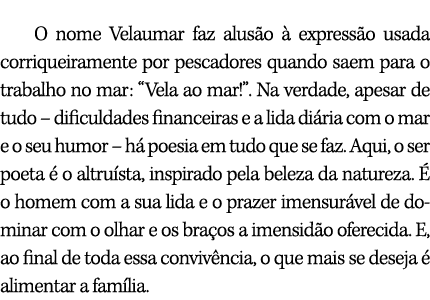 O nome Velaumar faz alusão à expressão usada
corriqueiramente por pescadores quando saem para o
trabalho no mar: “Vela ao mar!”. Na verdade, apesar de
tudo – dificuldades financeiras e a lida diária com o mar
e o seu humor – há poesia em tudo que se faz. Aqui, o ser
poeta é o altruísta, inspirado pela beleza da natureza. É
o homem com a sua lida e o prazer imensurável de do-
minar com o olhar e os braços a imensidão oferecida. E,
ao final de toda essa convivência, o que mais se deseja é
alimentar a família.